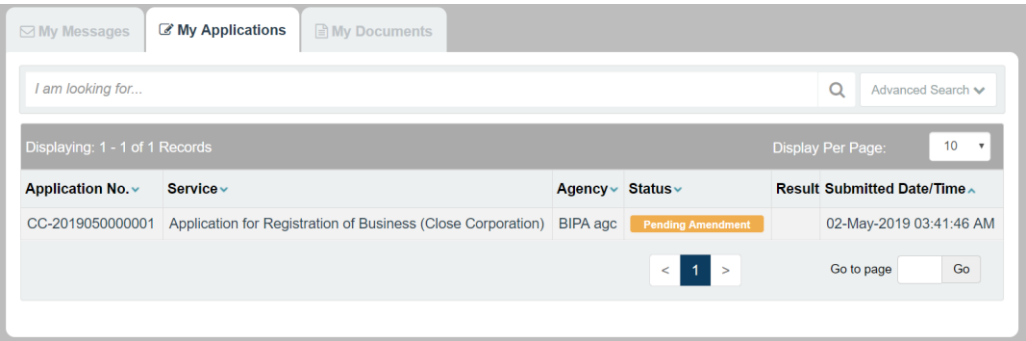 My Messages My Applications My Documents
I am looking for... Advanced Search
Displaying: 1 - 1 of 1 Records Display Per Page: 10
Application No. Service Agency Status Result Submitted Date/Time
CC-2019050000001 Application for Registration of Business (Close Corporation) BIPA agc Pending Amendment 02-May-2019 03:41:46 AM
< 1 > Go to page Go